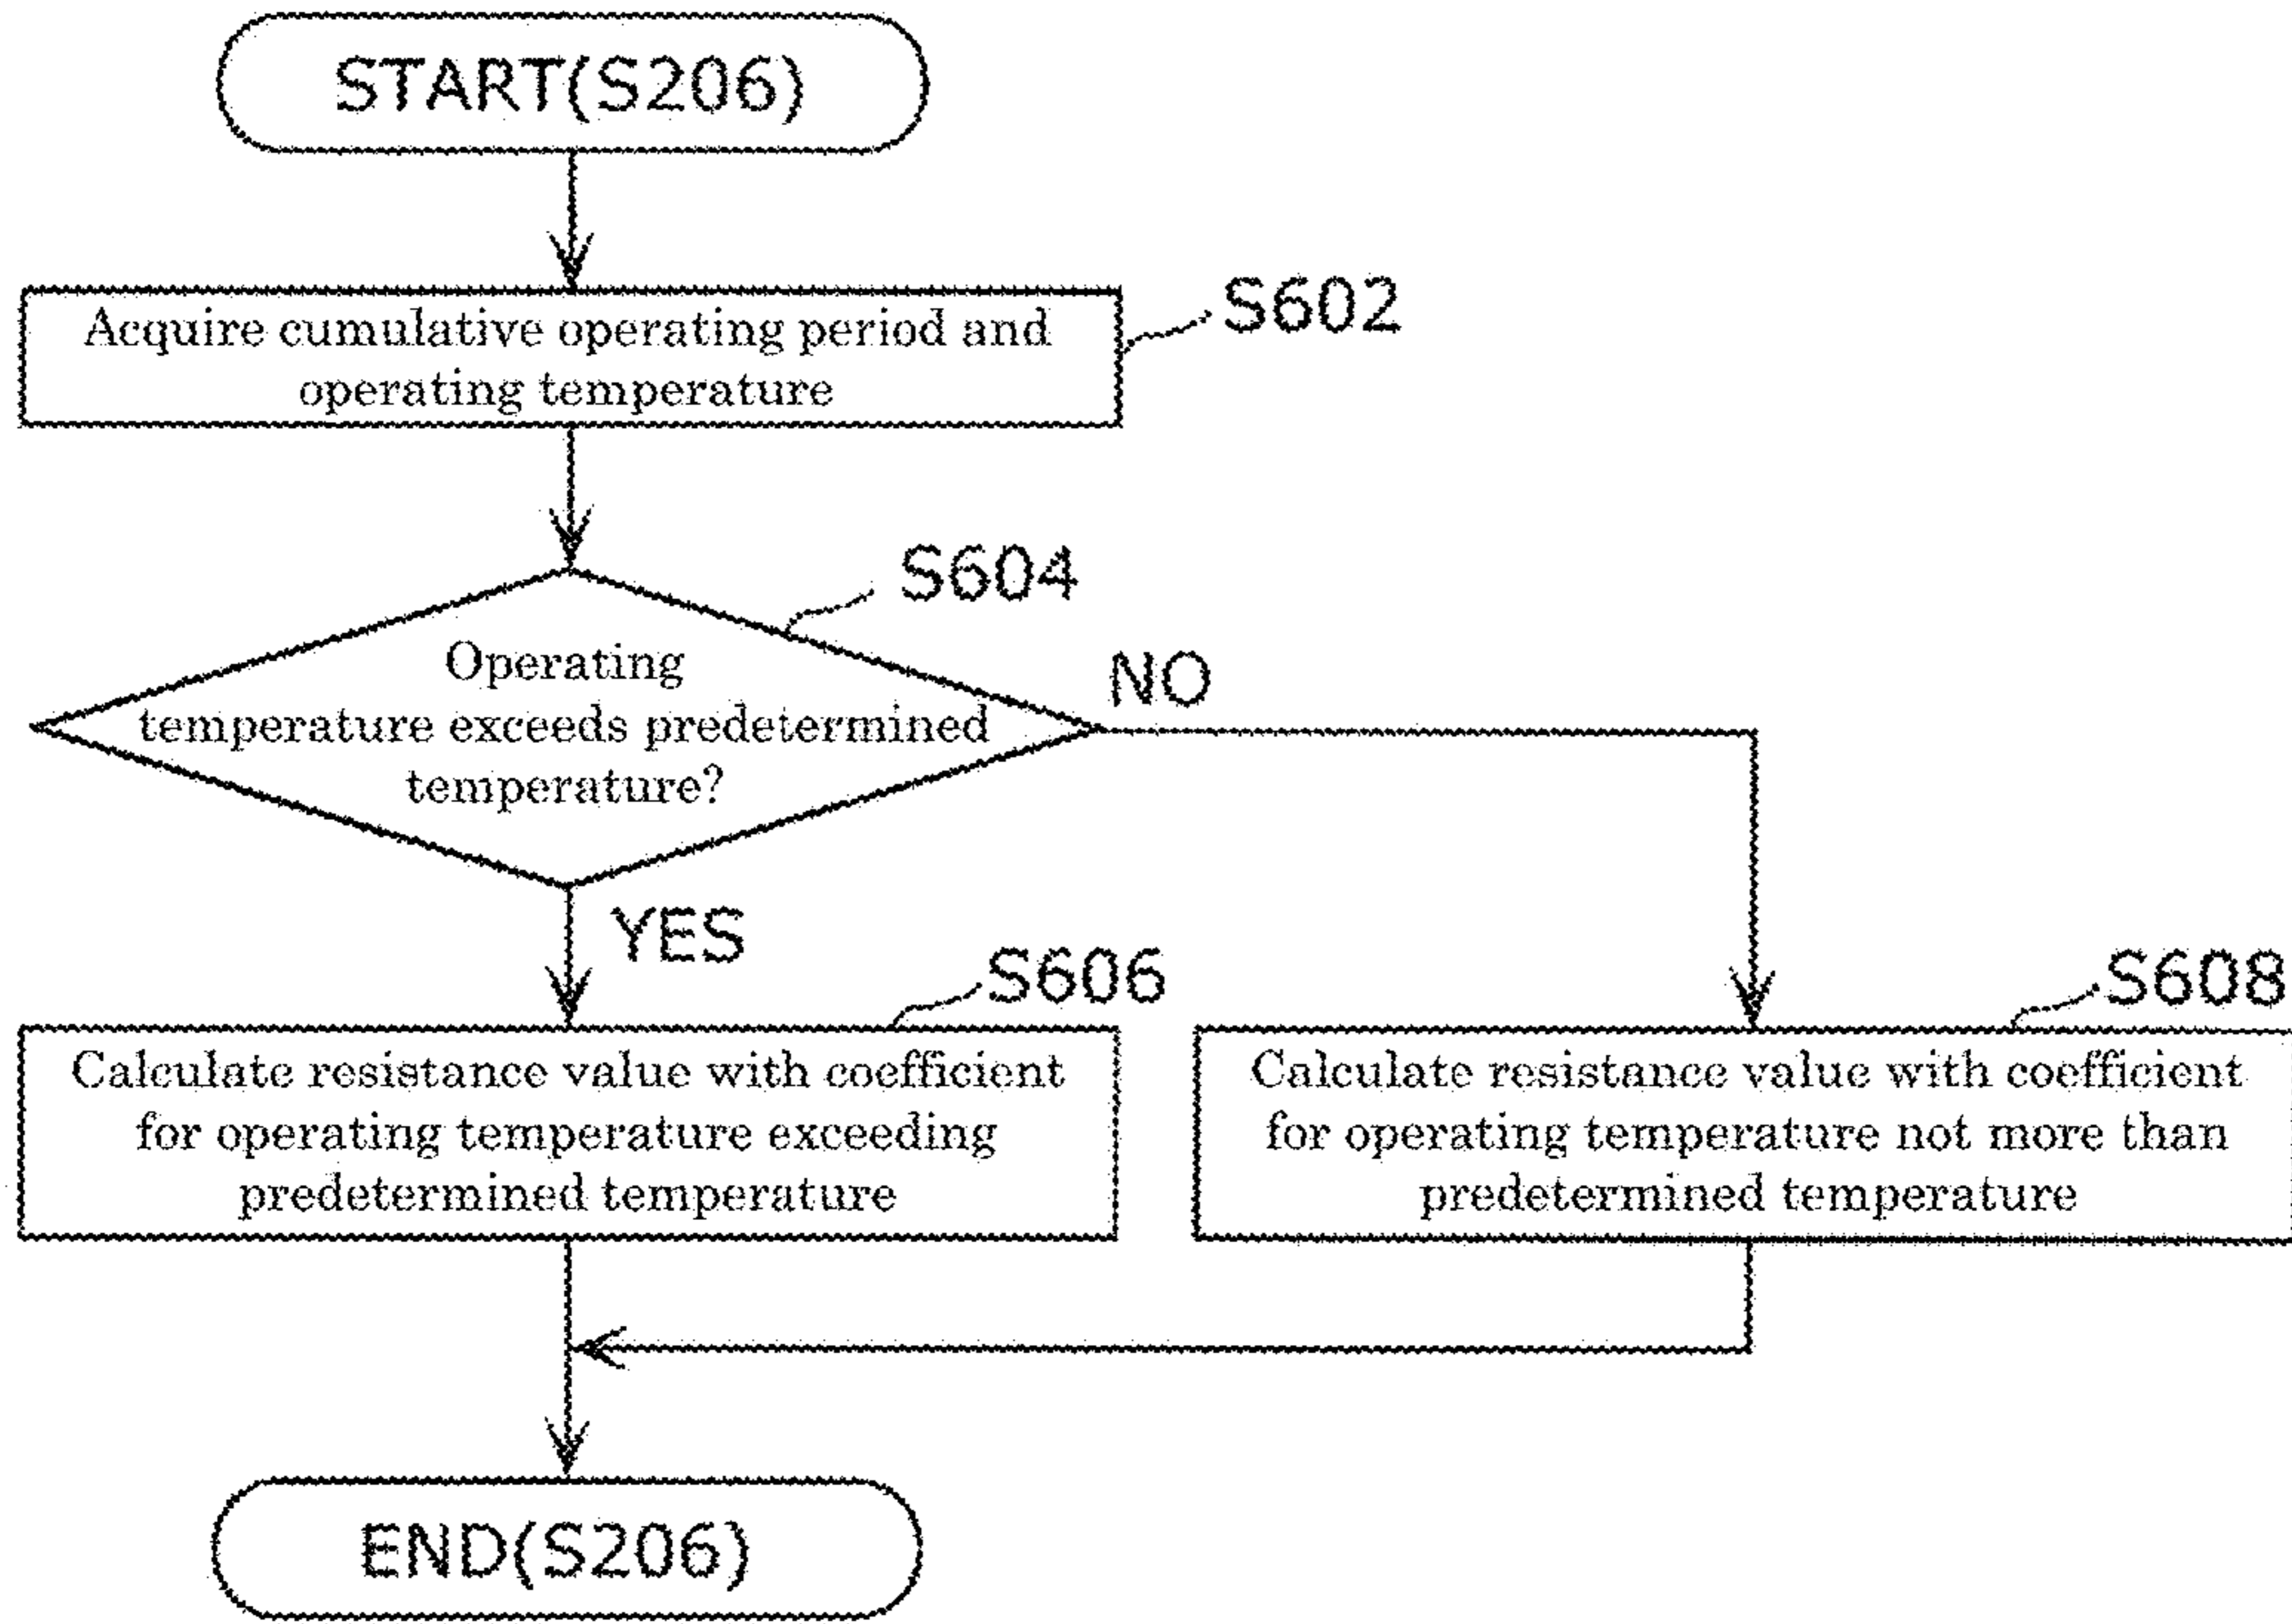 START(S206)
S602
Acquire cumulative operating period and
operating temperature
S604
Operating
temperature exceeds predetermined
temperature?
NO
YES
S606
S608
Calculate resistance value with coefficient
for operating temperature exceeding
predetermined temperature
Calculate resistance value with coefficient
for operating temperature not more than
predetermined temperature
END(S206)